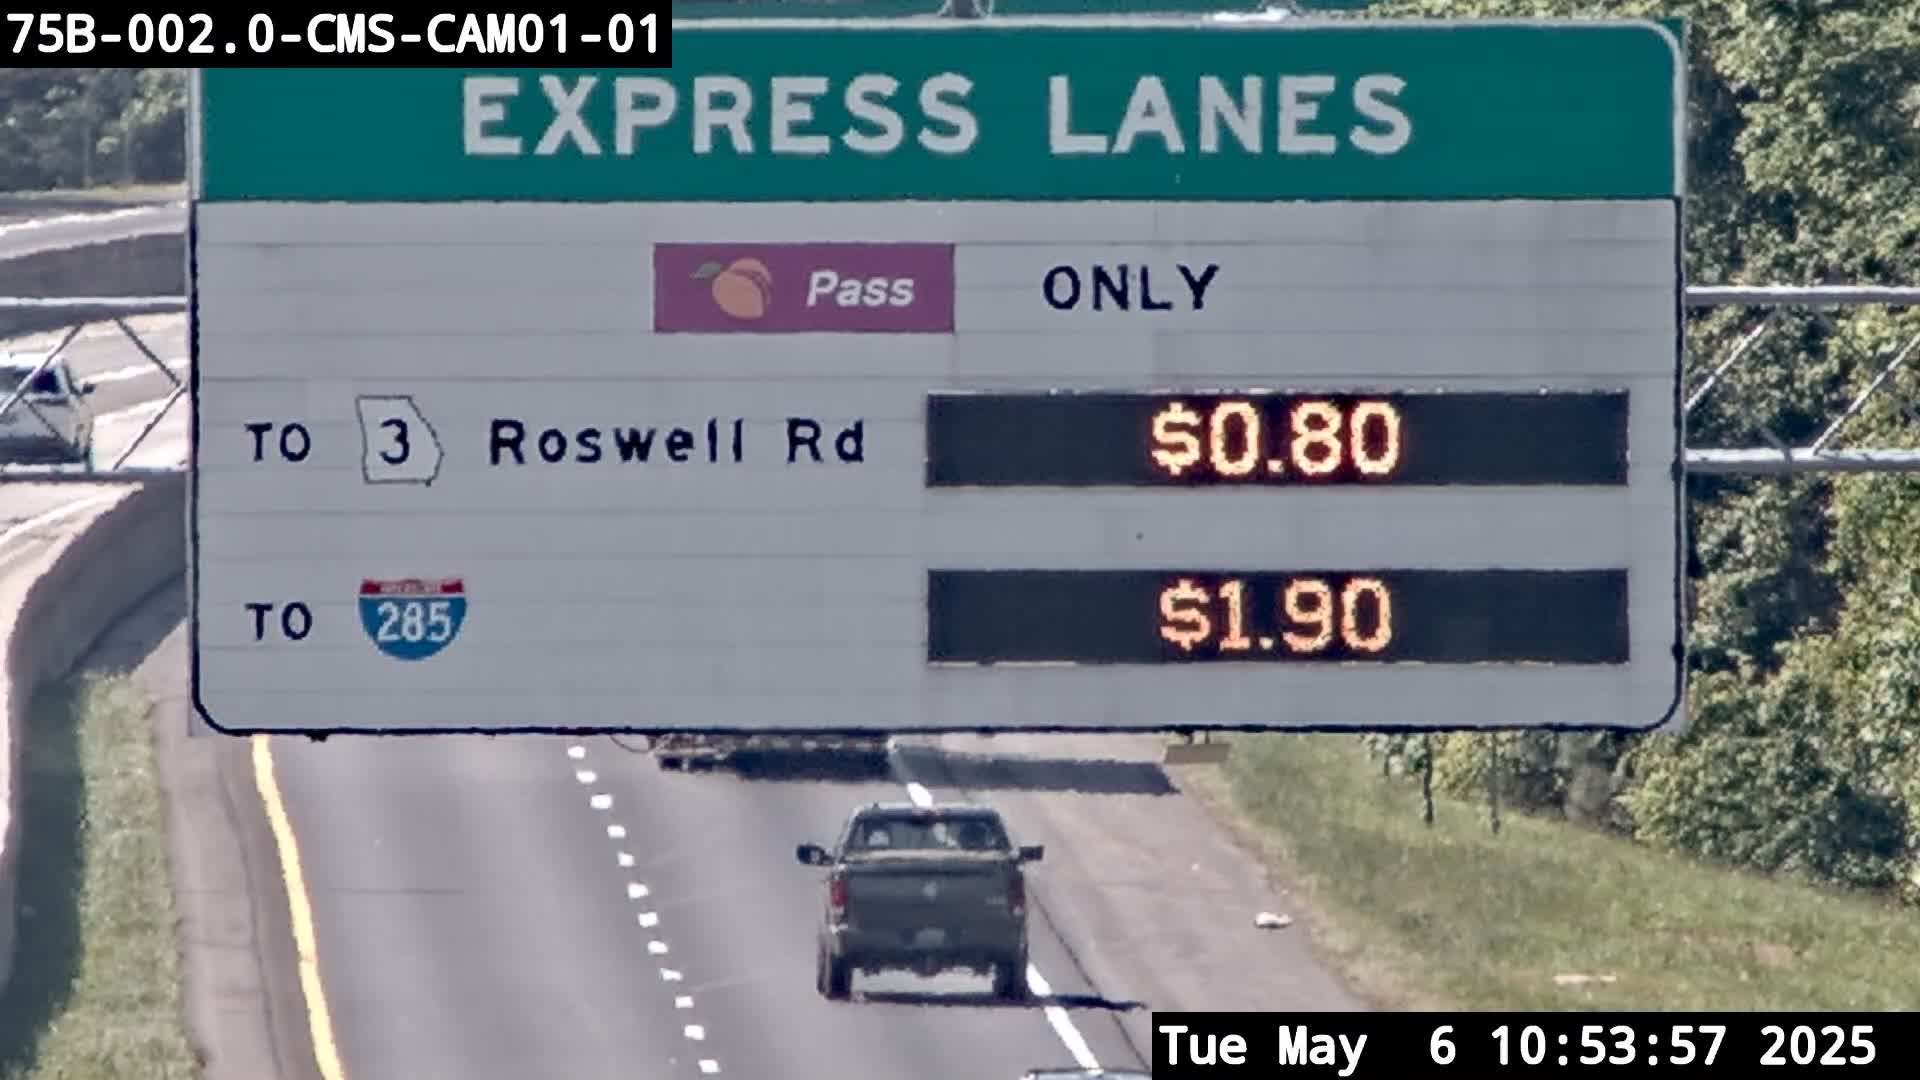 75B-002.0-CMS-CAM01-01
EXPRESS LANES
Pass ONLY
TO 3 Roswell Rd $0.80
TO 285 $1.90
Tue May 6 10:53:57 2025